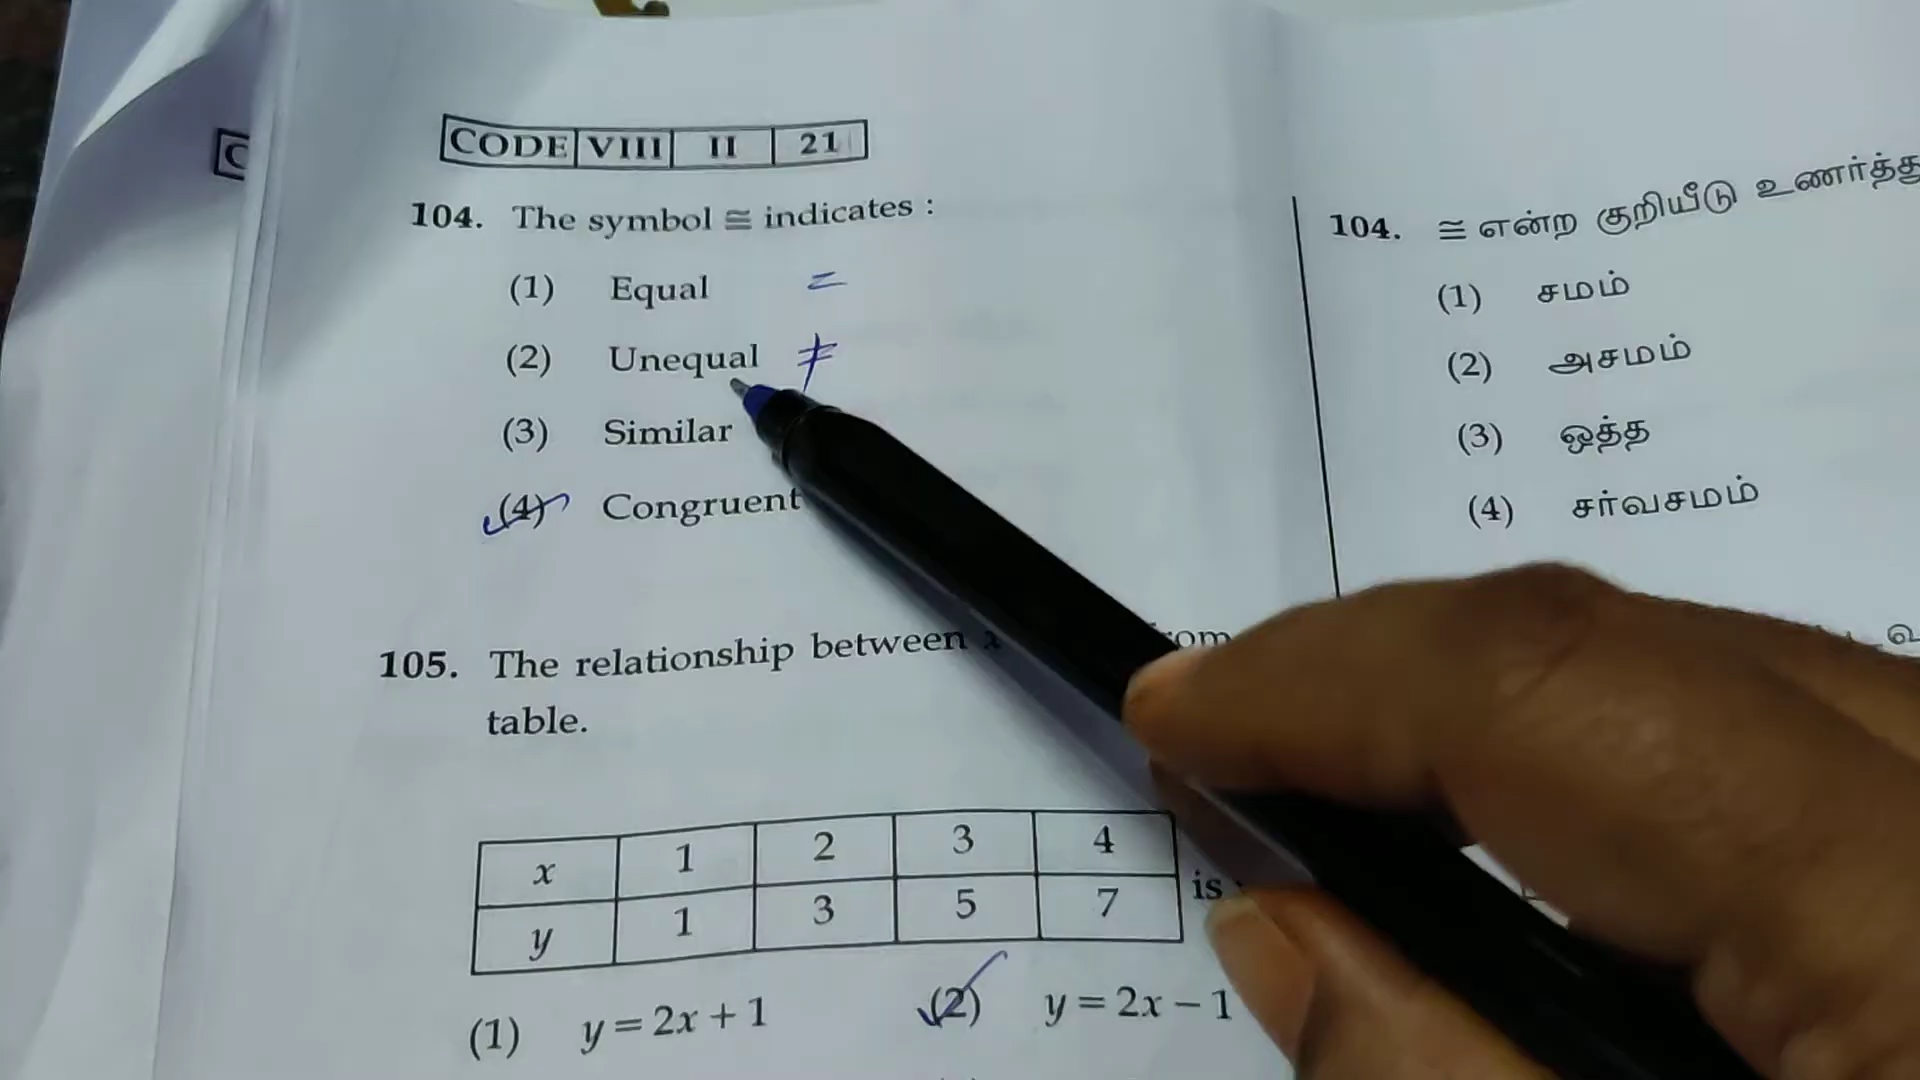 CODE VIII II 21
104. The symbol ≅ indicates :
(1) Equal =
(2) Unequal ≠
(3) Similar
(4) Congruent
105. The relationship between x
table.
x 1 2 3 4
y 1 3 5 7
is
(1) y = 2x + 1
(2) y = 2x − 1
104. ≅ என்ற குறியீடு
(1) சமம்
(2) அசமம்
(3) ஒத்த
(4) சர்வசமம்